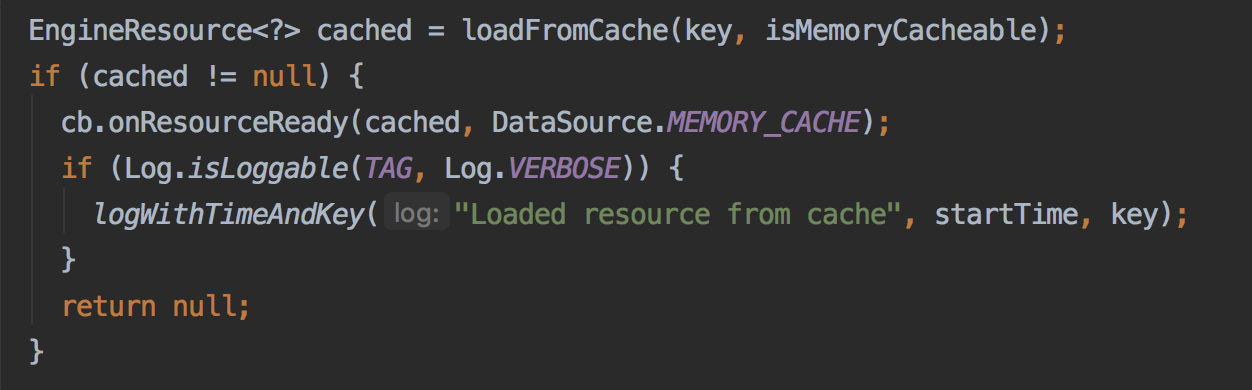 EngineResource<?> cached = loadFromCache(key, isMemoryCacheable);
if (cached != null) {
cb.onResourceReady(cached, DataSource.MEMORY_CACHE);
if (Log.isLoggable(TAG, Log.VERBOSE)) {
logWithTimeAndKey( log: "Loaded resource from cache", startTime, key);
}
return null;
}